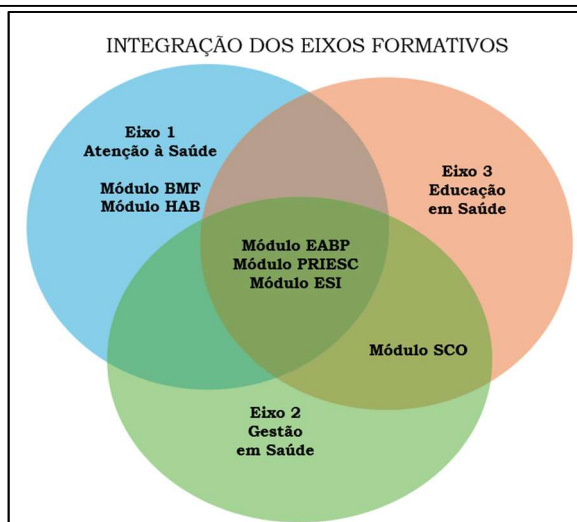 INTEGRAÇÃO DOS EIXOS FORMATIVOS
Eixo 1
Atenção à Saúde
Módulo BMF
Módulo HAB
Eixo 3
Educação
em Saúde
Módulo EABP
Módulo PRIESC
Módulo ESI
Módulo SCO
Eixo 2
Gestão
em Saúde